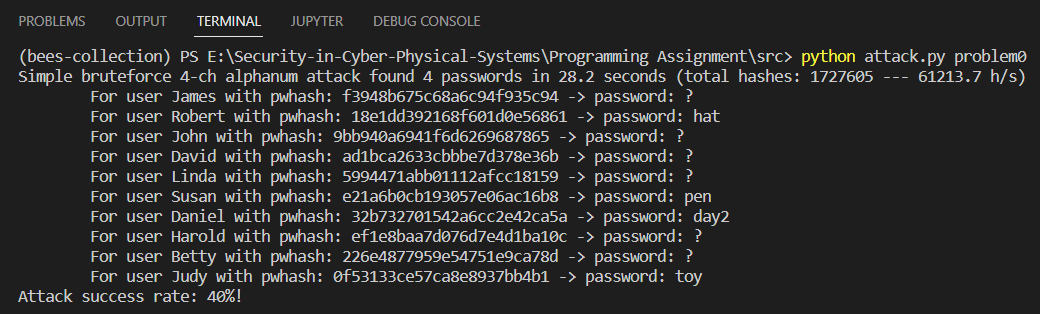 PROBLEMS OUTPUT TERMINAL JUPYTER DEBUG CONSOLE
(bees-collection) PS E:\Security-in-Cyber-Physical-Systems\Programming Assignment\src> python attack.py problem0
Simple bruteforce 4-ch alphanum attack found 4 passwords in 28.2 seconds (total hashes: 1727605 --- 61213.7 h/s)
For user James with pwhash: f3948b675c68a6c94f935c94 -> password: ?
For user Robert with pwhash: 18e1dd392168f601d0e56861 -> password: hat
For user John with pwhash: 9bb940a6941f6d6269687865 -> password: ?
For user David with pwhash: ad1bca2633cbbbe7d378e36b -> password: ?
For user Linda with pwhash: 5994471abb01112afcc18159 -> password: ?
For user Susan with pwhash: e21a6b0cb193057e06ac16b8 -> password: pen
For user Daniel with pwhash: 32b732701542a6cc2e42ca5a -> password: day2
For user Harold with pwhash: ef1e8baa7d076d7e4d1ba10c -> password: ?
For user Betty with pwhash: 226e4877959e54751e9ca78d -> password: ?
For user Judy with pwhash: 0f53133ce57ca8e8937bb4b1 -> password: toy
Attack success rate: 40%!